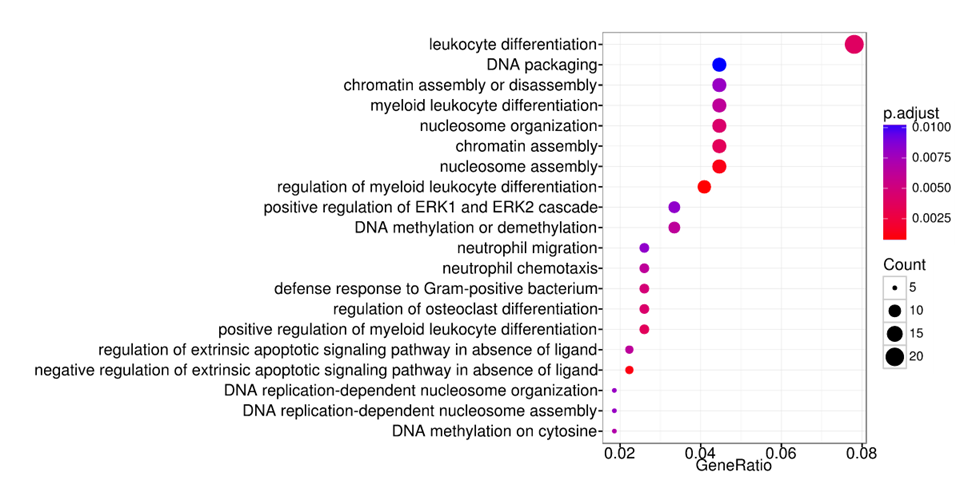 leukocyte differentiation
DNA packaging
chromatin assembly or disassembly
myeloid leukocyte differentiation
nucleosome organization
chromatin assembly
nucleosome assembly
regulation of myeloid leukocyte differentiation
positive regulation of ERK1 and ERK2 cascade
DNA methylation or demethylation
neutrophil migration
neutrophil chemotaxis
defense response to Gram-positive bacterium
regulation of osteoclast differentiation
positive regulation of myeloid leukocyte differentiation
regulation of extrinsic apoptotic signaling pathway in absence of ligand
negative regulation of extrinsic apoptotic signaling pathway in absence of ligand
DNA replication-dependent nucleosome organization
DNA replication-dependent nucleosome assembly
DNA methylation on cytosine
0.02 0.04 0.06 0.08
GeneRatio
p.adjust
0.0100
0.0075
0.0050
0.0025
Count
5
10
15
20